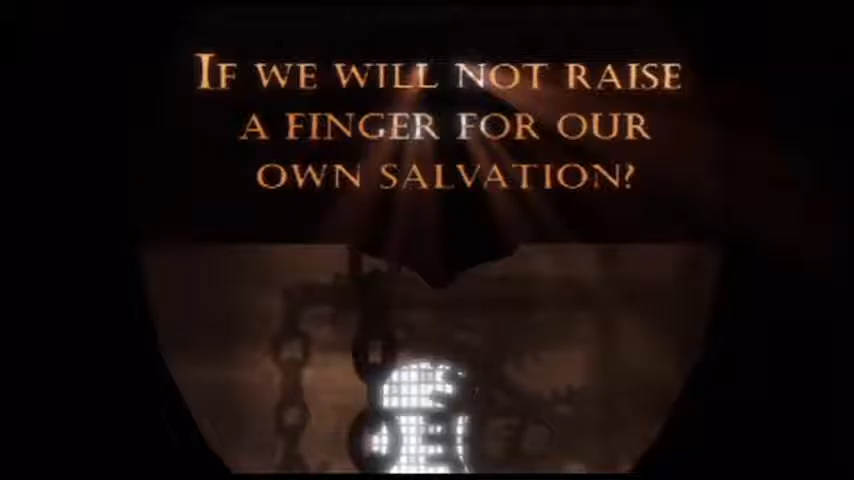 IF WE WILL NOT RAISE
A FINGER FOR OUR
OWN SALVATION?